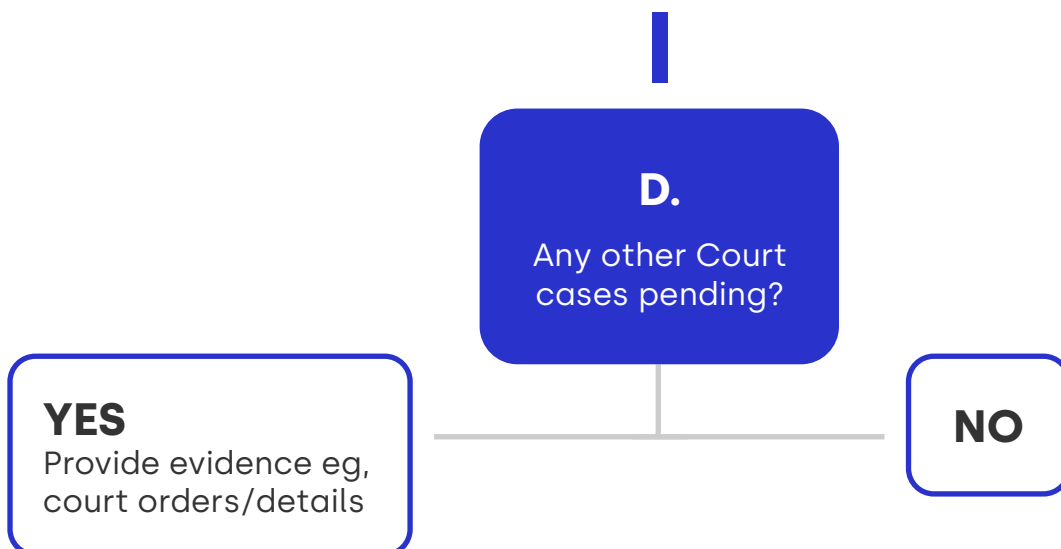 D.
Any other Court
cases pending?
YES
Provide evidence eg,
court orders/details
NO